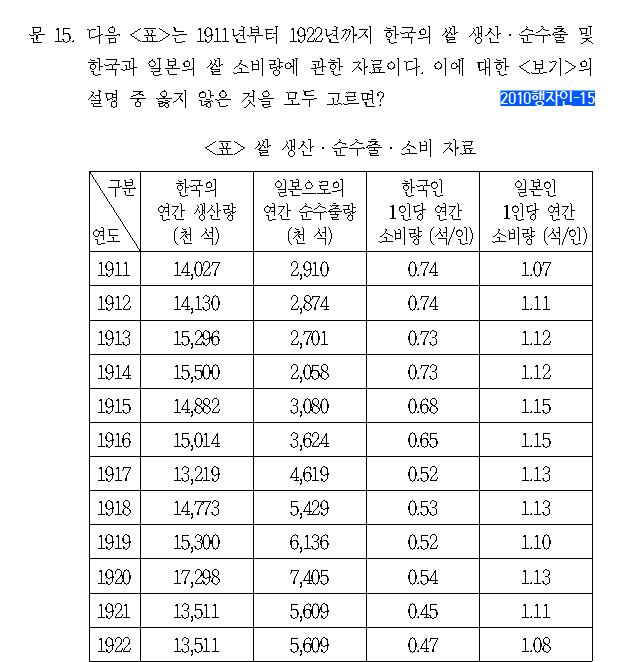 문 15. 다음 <표>는 1911년부터 1922년까지 한국의 쌀 생산·순수출 및
한국과 일본의 쌀 소비량에 관한 자료이다. 이에 대한 <보기>의
설명 중 옳지 않은 것을 모두 고르면?
2010행자인-15
<표> 쌀 생산·순수출·소비 자료
구분 한국의 일본으로의 한국인 일본인
연간 생산량 연간 순수출량 1인당 연간 1인당 연간
연도 (천 석) (천 석) 소비량 (석/인) 소비량 (석/인)
1911 14,027 2,910 0.74 1.07
1912 14,130 2,874 0.74 1.11
1913 15,296 2,701 0.73 1.12
1914 15,500 2,058 0.73 1.12
1915 14,882 3,080 0.68 1.15
1916 15,014 3,624 0.65 1.15
1917 13,219 4,619 0.52 1.13
1918 14,773 5,429 0.53 1.13
1919 15,300 6,136 0.52 1.10
1920 17,298 7,405 0.54 1.13
1921 13,511 5,609 0.45 1.11
1922 13,511 5,609 0.47 1.08